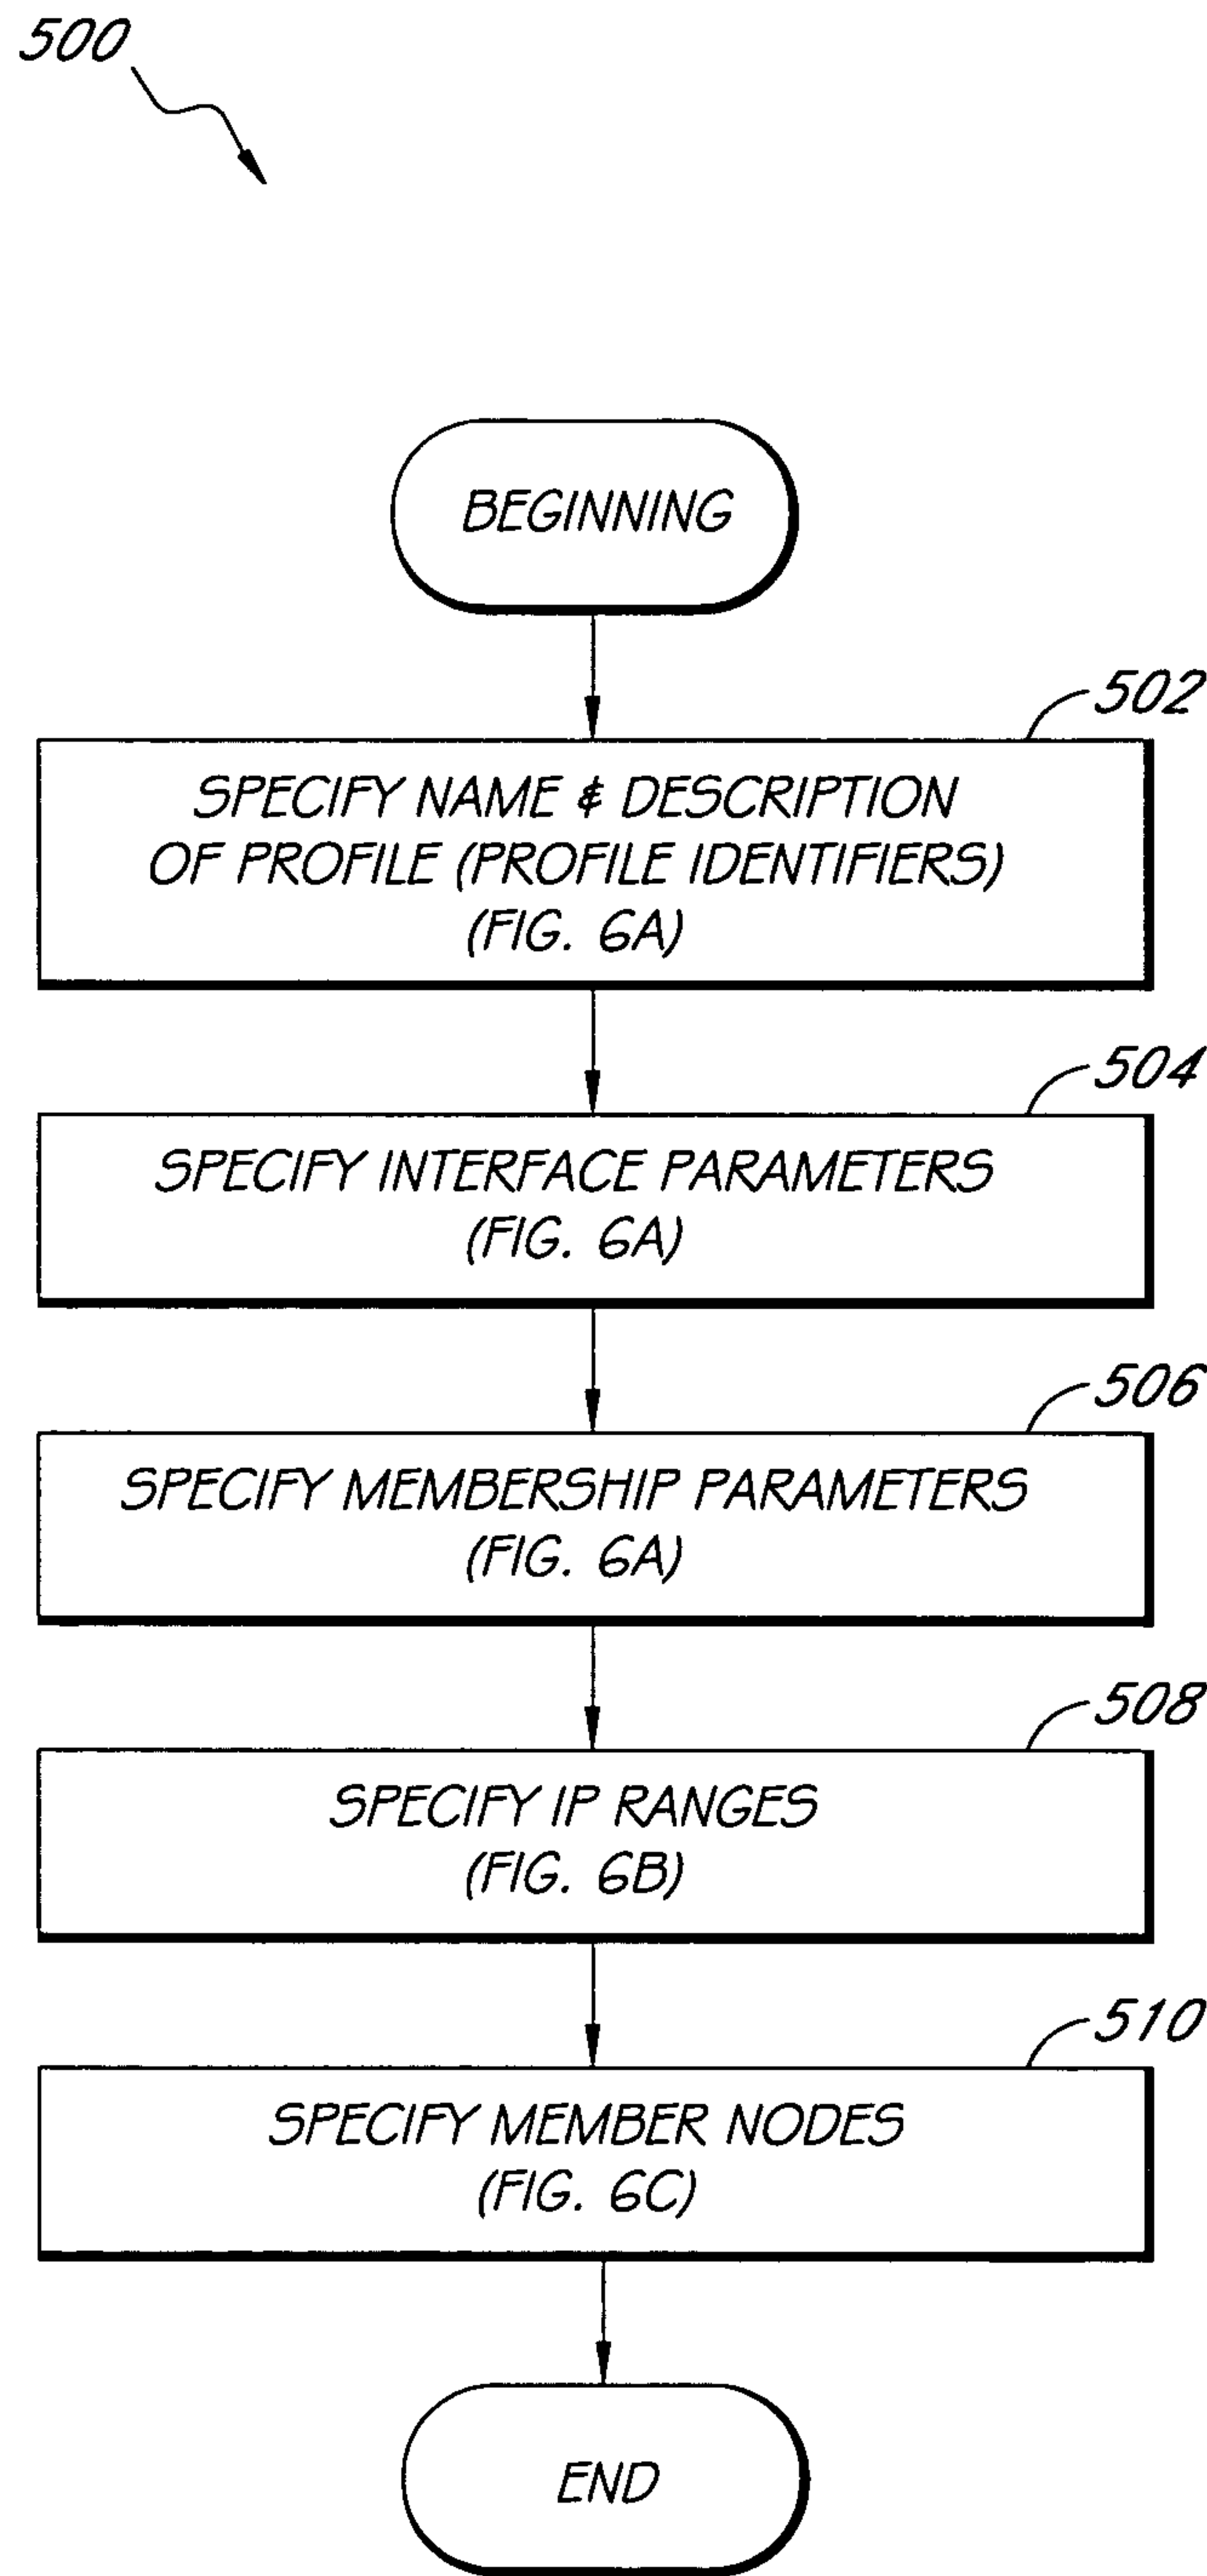 500
BEGINNING
502
SPECIFY NAME & DESCRIPTION
OF PROFILE (PROFILE IDENTIFIERS)
(FIG. 6A)
504
SPECIFY INTERFACE PARAMETERS
(FIG. 6A)
506
SPECIFY MEMBERSHIP PARAMETERS
(FIG. 6A)
508
SPECIFY IP RANGES
(FIG. 6B)
510
SPECIFY MEMBER NODES
(FIG. 6C)
END